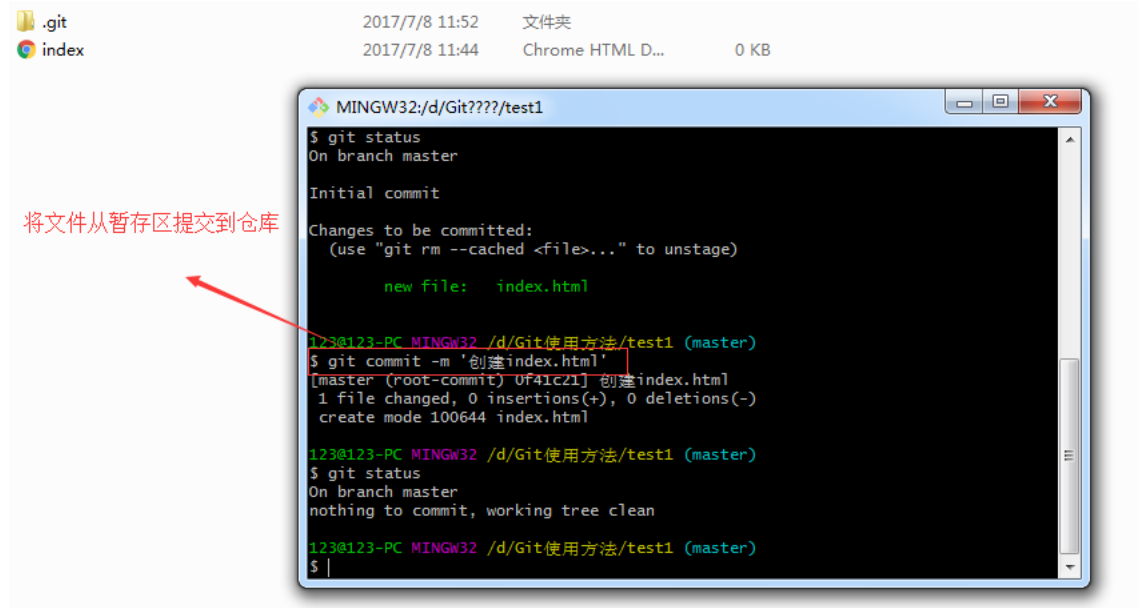 .git 2017/7/8 11:52 文件夹
index 2017/7/8 11:44 Chrome HTML D... 0 KB
MINGW32:/d/Git????/test1
$ git status
On branch master
Initial commit
将文件从暂存区提交到仓库
Changes to be committed:
(use "git rm --cached <file>..." to unstage)
new file: index.html
123@123-PC MINGW32 /d/Git使用方法/test1 (master)
$ git commit -m '创建index.html'
[master (root-commit) 0f41c21] 创建index.html
1 file changed, 0 insertions(+), 0 deletions(-)
create mode 100644 index.html
123@123-PC MINGW32 /d/Git使用方法/test1 (master)
$ git status
On branch master
nothing to commit, working tree clean
123@123-PC MINGW32 /d/Git使用方法/test1 (master)
$